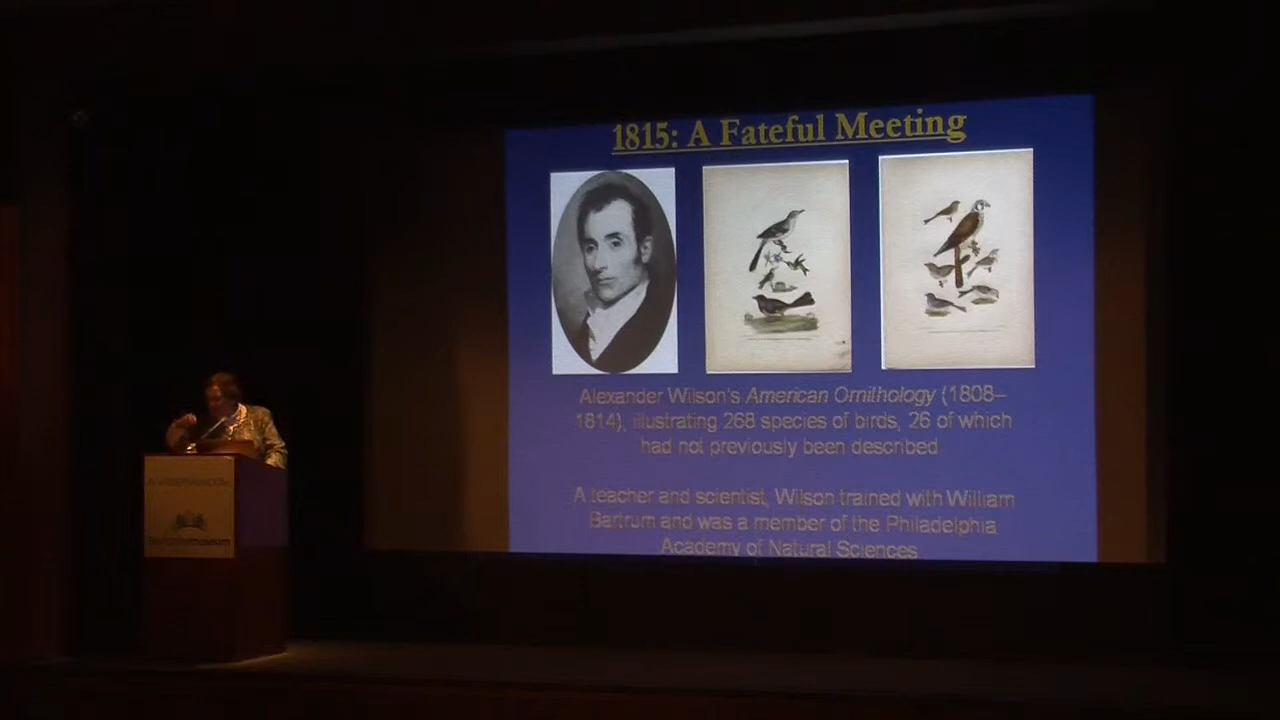 1815: A Fateful Meeting
Alexander Wilson's American Ornithology (1808–
1814), illustrating 268 species of birds, 26 of which
had not previously been described
A teacher and scientist, Wilson trained with William
Bartrum and was a member of the Philadelphia
Academy of Natural Sciences